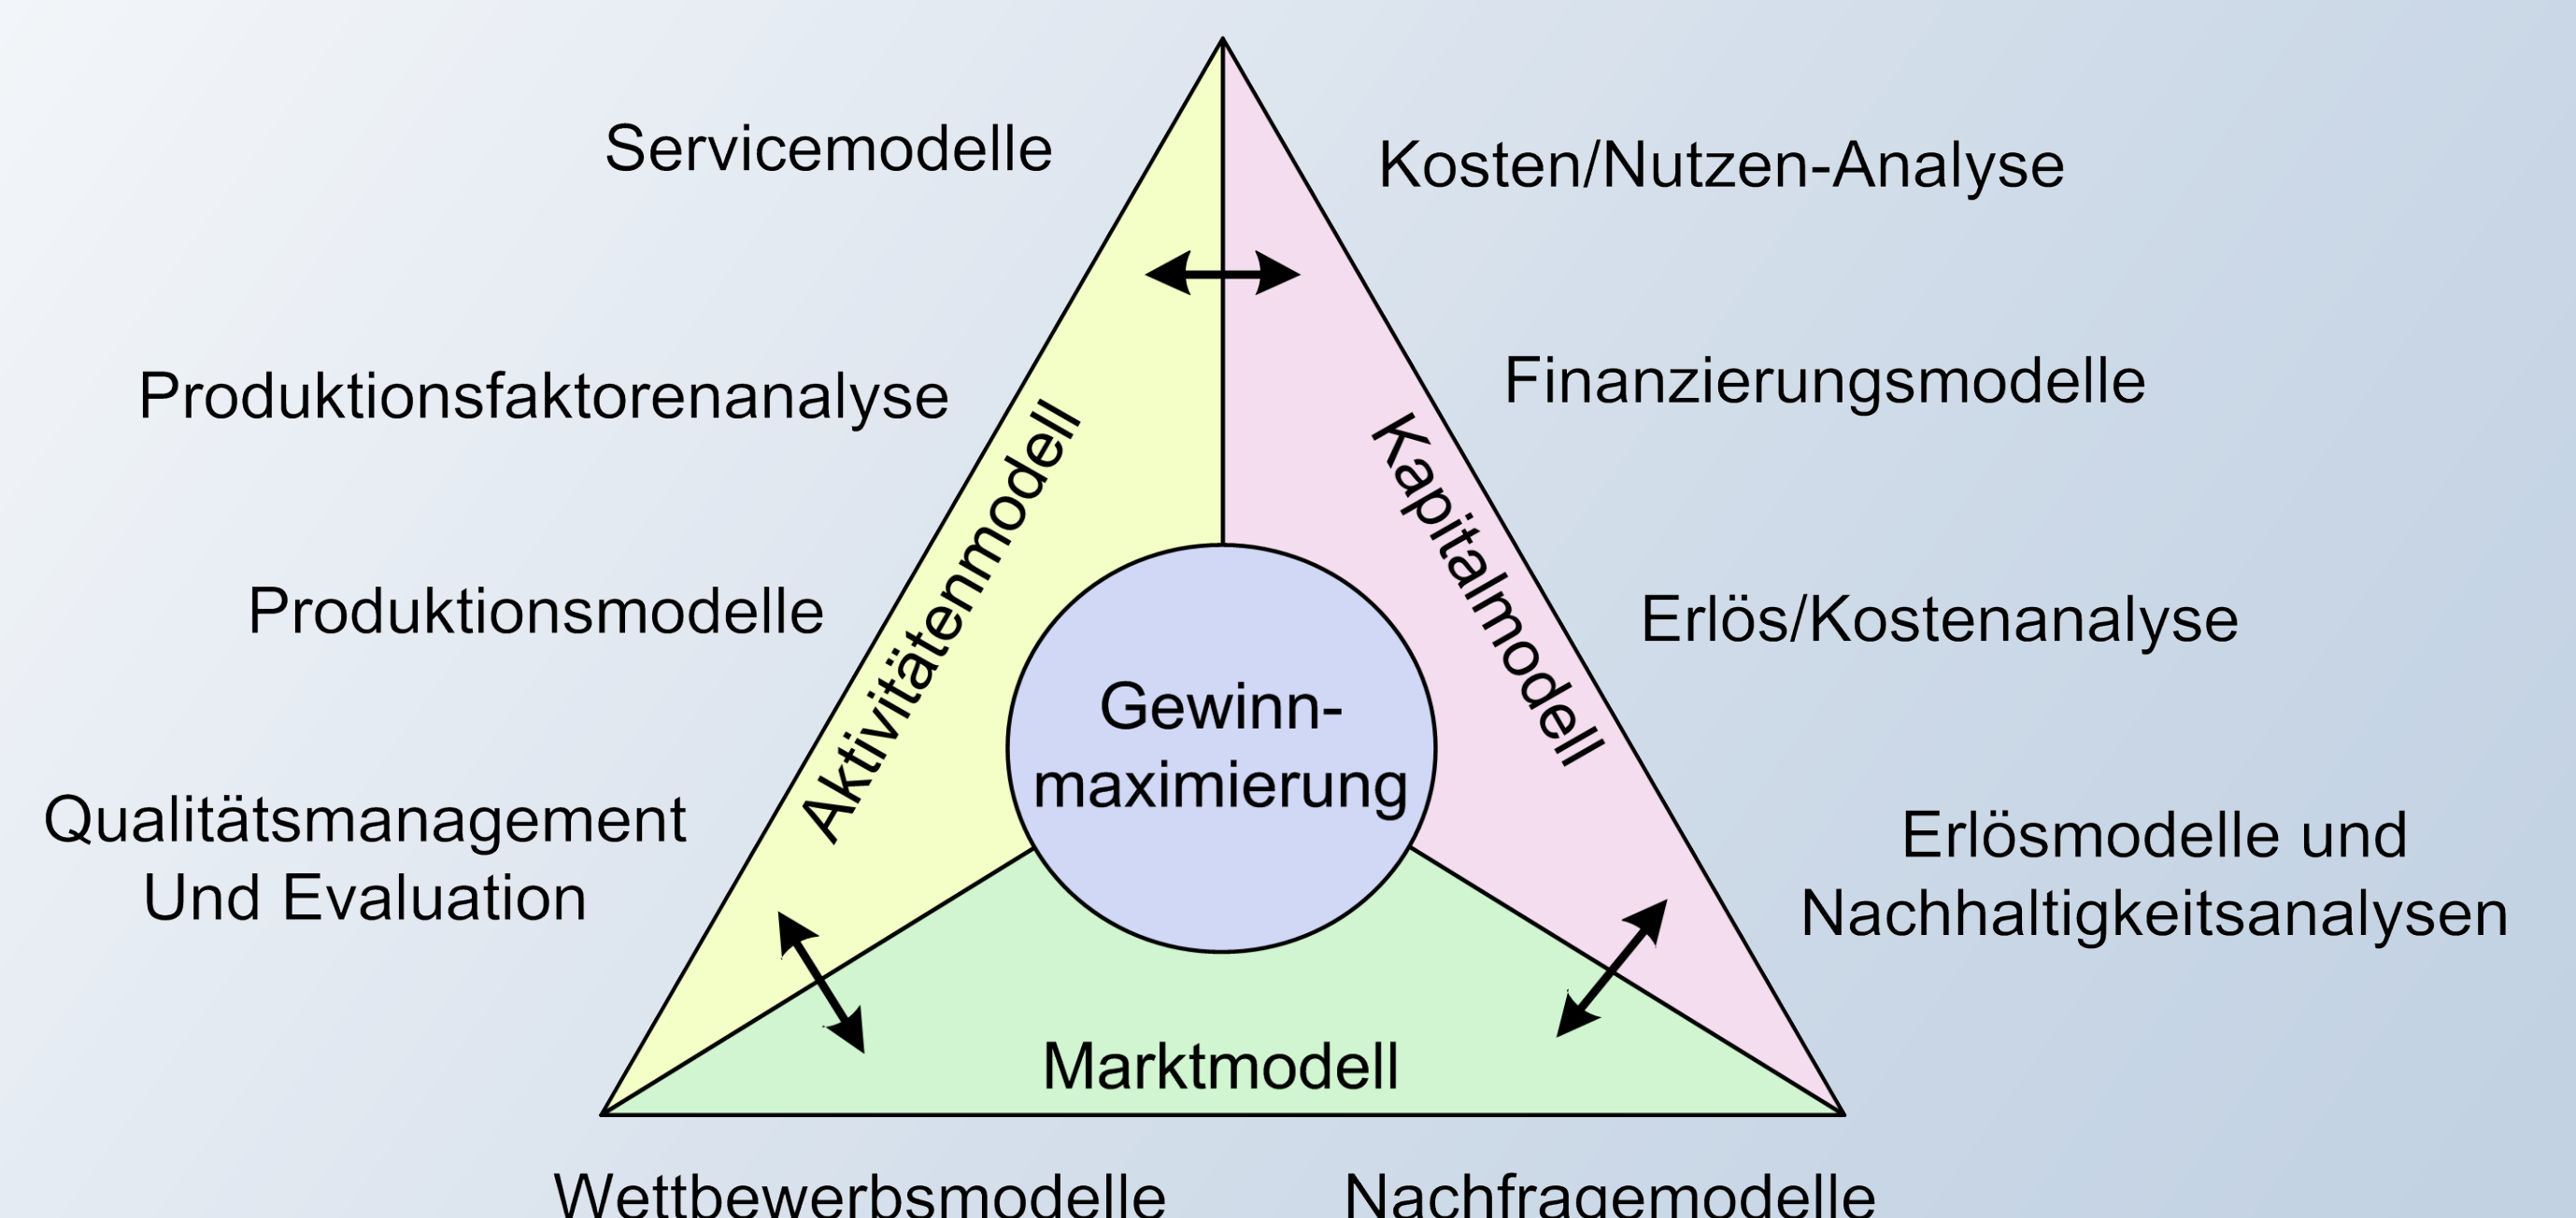 Servicemodelle
Kosten/Nutzen-Analyse
Produktionsfaktorenanalyse
Finanzierungsmodelle
Aktivitätenmodell
Kapitalmodell
Produktionsmodelle
Erlös/Kostenanalyse
Gewinn-
maximierung
Qualitätsmanagement
Und Evaluation
Erlösmodelle und
Nachhaltigkeitsanalysen
Marktmodell
Wettbewerbsmodelle
Nachfragemodelle